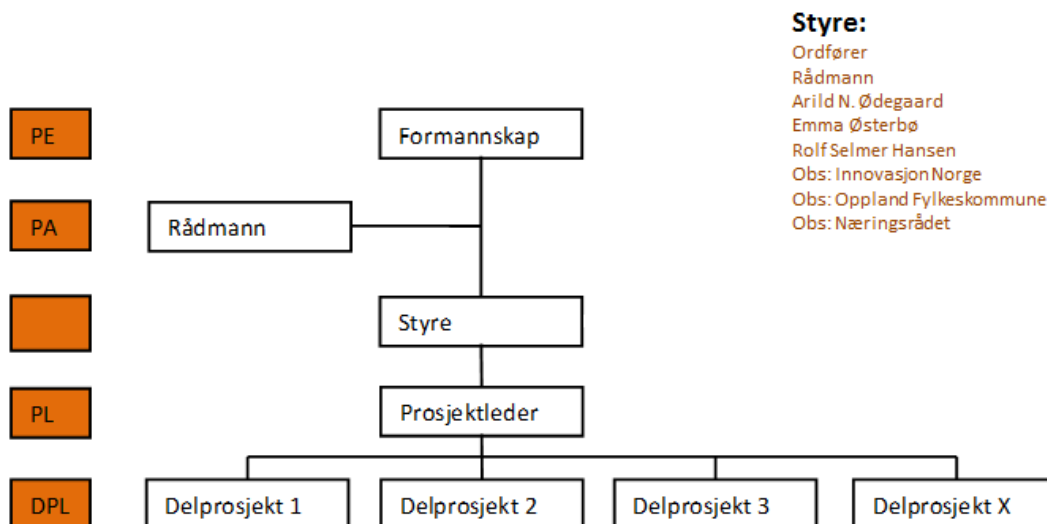 Styre:
Ordfører
Rådmann
Arild N. Ødegaard
Emma Østerbø
Rolf Selmer Hansen
Obs: Innovasjon Norge
Obs: Oppland Fylkeskommune
Obs: Næringsrådet
PE
Formannskap
PA
Rådmann
Styre
PL
Prosjektleder
DPL
Delprosjekt 1
Delprosjekt 2
Delprosjekt 3
Delprosjekt X